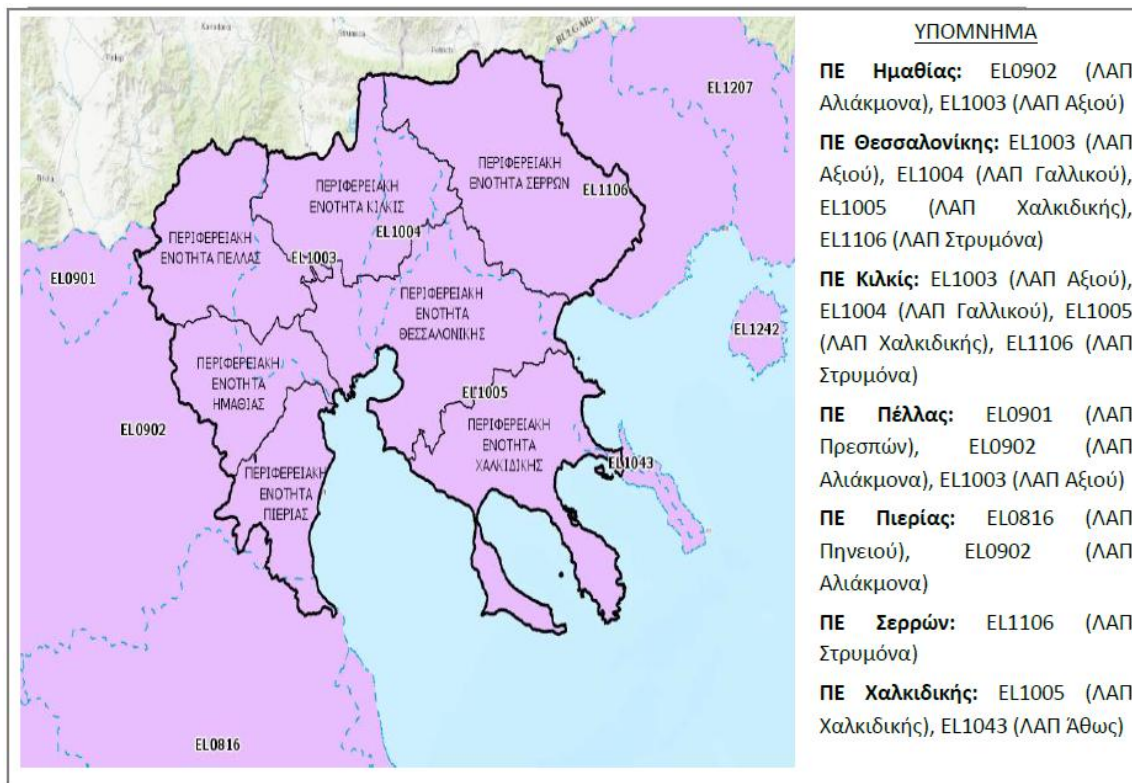 BULGARIA
EL1207
ΠΕΡΙΦΕΡΕΙΑΚΗ
ΕΝΟΤΗΤΑ ΣΕΡΡΩΝ
EL1106
ΠΕΡΙΦΕΡΕΙΑΚΗ
ΕΝΟΤΗΤΑ ΚΙΛΚΙΣ
EL1004
ΠΕΡΙΦΕΡΕΙΑΚΗ
ΕΝΟΤΗΤΑ ΠΕΛΛΑΣ
EL1003
EL0901
ΠΕΡΙΦΕΡΕΙΑΚΗ
ΕΝΟΤΗΤΑ
ΘΕΣΣΑΛΟΝΙΚΗΣ
EL1242
ΠΕΡΙΦΕΡΕΙΑΚΗ
ΕΝΟΤΗΤΑ
ΗΜΑΘΙΑΣ
EL1005
EL0902
ΠΕΡΙΦΕΡΕΙΑΚΗ
ΕΝΟΤΗΤΑ
ΧΑΛΚΙΔΙΚΗΣ
EL1043
ΠΕΡΙΦΕΡΕΙΑΚΗ
ΕΝΟΤΗΤΑ
ΠΙΕΡΙΑΣ
EL0816
ΥΠΟΜΝΗΜΑ
ΠΕ Ημαθίας: EL0902 (ΛΑΠ
Αλιάκμονα), EL1003 (ΛΑΠ Αξιού)
ΠΕ Θεσσαλονίκης: EL1003 (ΛΑΠ
Αξιού), EL1004 (ΛΑΠ Γαλλικού),
EL1005 (ΛΑΠ Χαλκιδικής),
EL1106 (ΛΑΠ Στρυμόνα)
ΠΕ Κιλκίς: EL1003 (ΛΑΠ Αξιού),
EL1004 (ΛΑΠ Γαλλικού), EL1005
(ΛΑΠ Χαλκιδικής), EL1106 (ΛΑΠ
Στρυμόνα)
ΠΕ Πέλλας: EL0901 (ΛΑΠ
Πρεσπών), EL0902 (ΛΑΠ
Αλιάκμονα), EL1003 (ΛΑΠ Αξιού)
ΠΕ Πιερίας: EL0816 (ΛΑΠ
Πηνειού), EL0902 (ΛΑΠ
Αλιάκμονα)
ΠΕ Σερρών: EL1106 (ΛΑΠ
Στρυμόνα)
ΠΕ Χαλκιδικής: EL1005 (ΛΑΠ
Χαλκιδικής), EL1043 (ΛΑΠ Άθως)